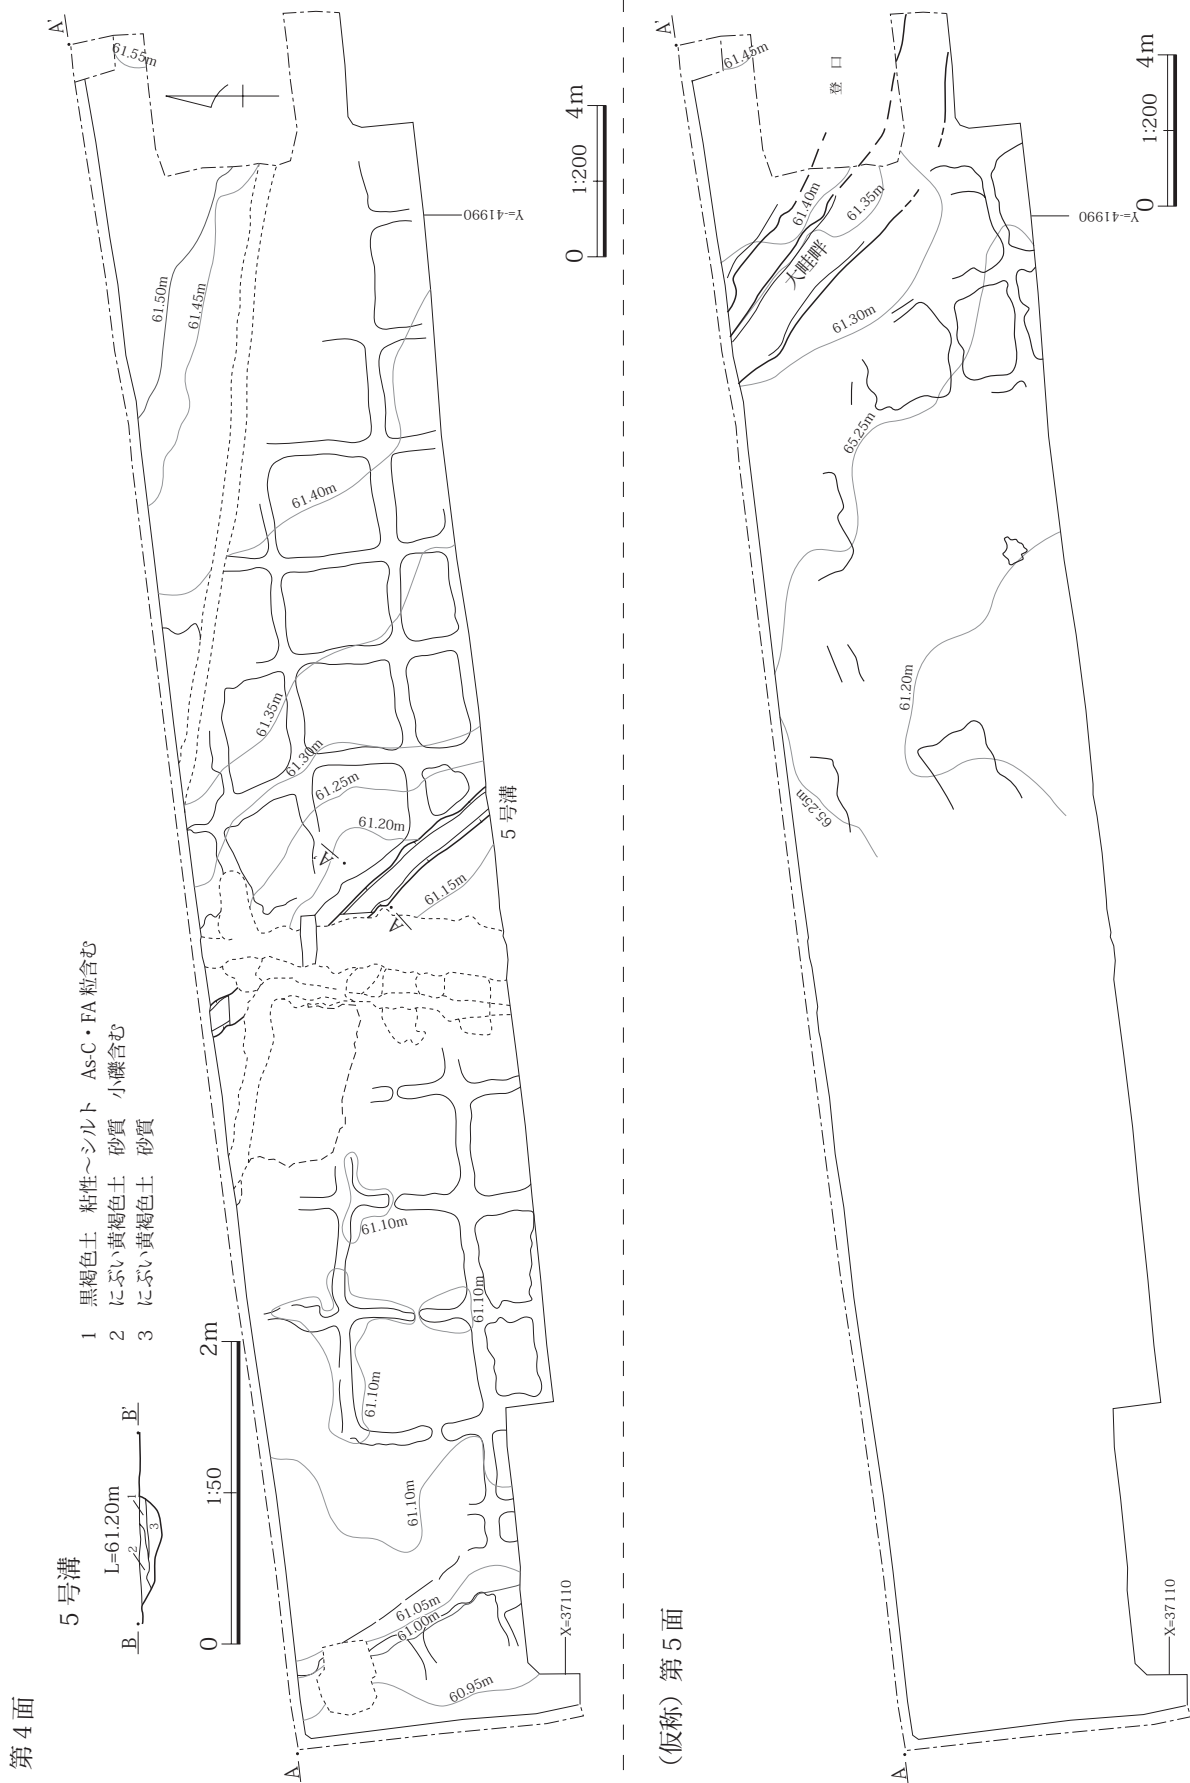 第4面
5号溝
B
B'
L=61.20m
1
2
3
0
1:50
2m
1 黒褐色土 粘性~シルト As-C・FA 粒含む
2 にぶい黄褐色土 砂質 小礫含む
3 にぶい黄褐色土 砂質
A
A'
61.55m
61.50m
61.45m
61.40m
61.35m
61.30m
61.25m
61.20m
61.15m
A'
A
5号溝
61.10m
61.10m
61.10m
61.10m
61.05m
61.00m
60.95m
X=37110
Y=-41990
0
1:200
4m
(仮称)第5面
A
A'
61.45m
登口
61.40m
61.35m
大畦畔
61.30m
65.25m
61.20m
65.25m
X=37110
Y=-41990
0
1:200
4m